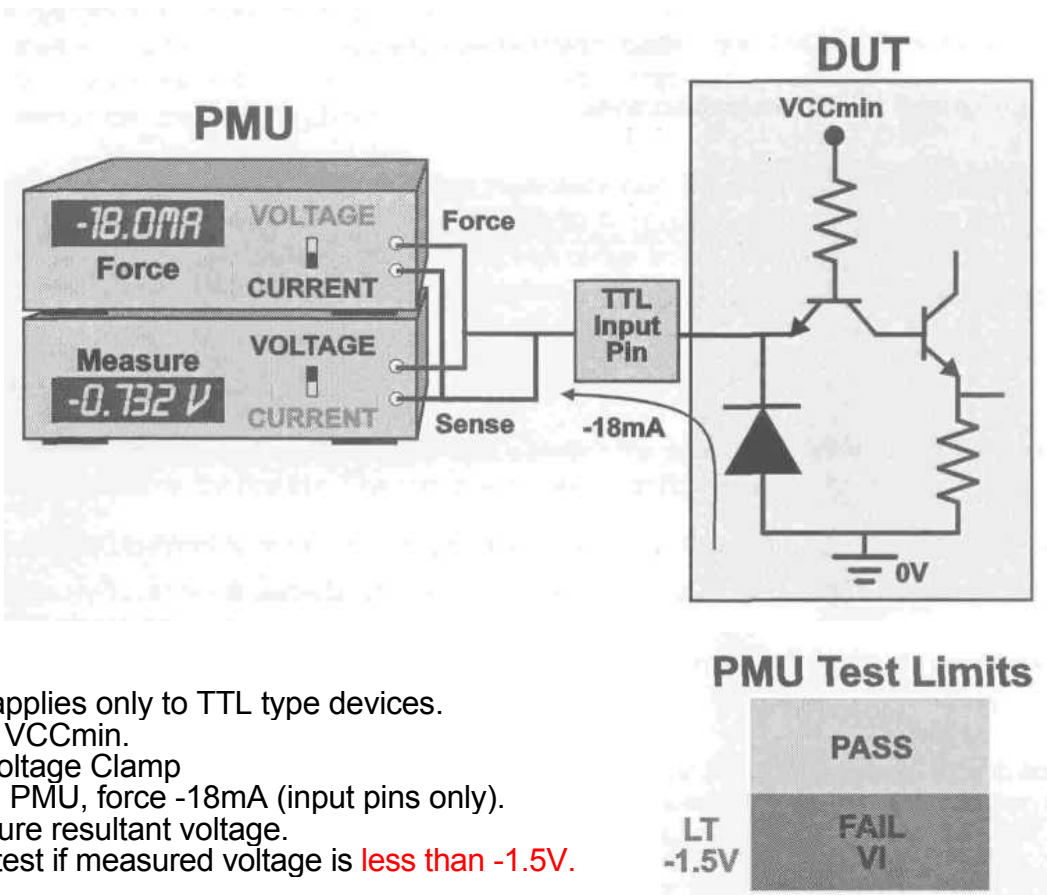 DUT
VCCmin
PMU
-18.0MA
VOLTAGE
Force
Force
CURRENT
TTL
Input
Pin
Measure
VOLTAGE
-0.732 V
CURRENT
Sense
-18mA
0V
PMU Test Limits
applies only to TTL type devices.
VCCmin.
oltage Clamp
PMU, force -18mA (input pins only).
ure resultant voltage.
test if measured voltage is less than -1.5V.
PASS
LT
-1.5V
FAIL
VI